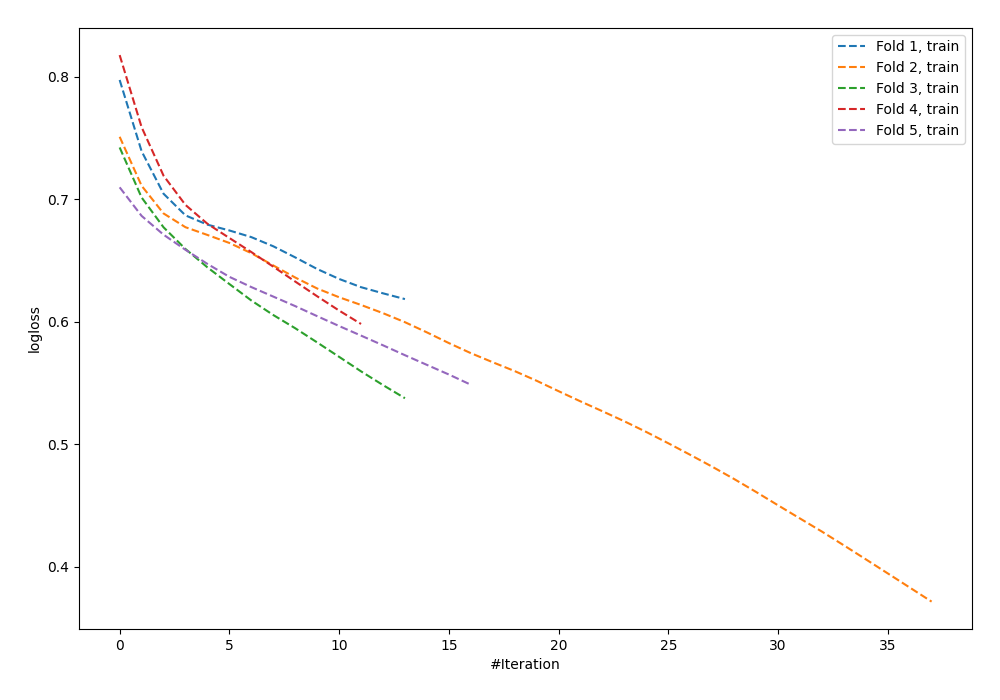 Fold 1, train
Fold 2, train
Fold 3, train
Fold 4, train
Fold 5, train
0.8
0.7
0.6
0.5
0.4
logloss
0
5
10
15
20
25
30
35
#Iteration